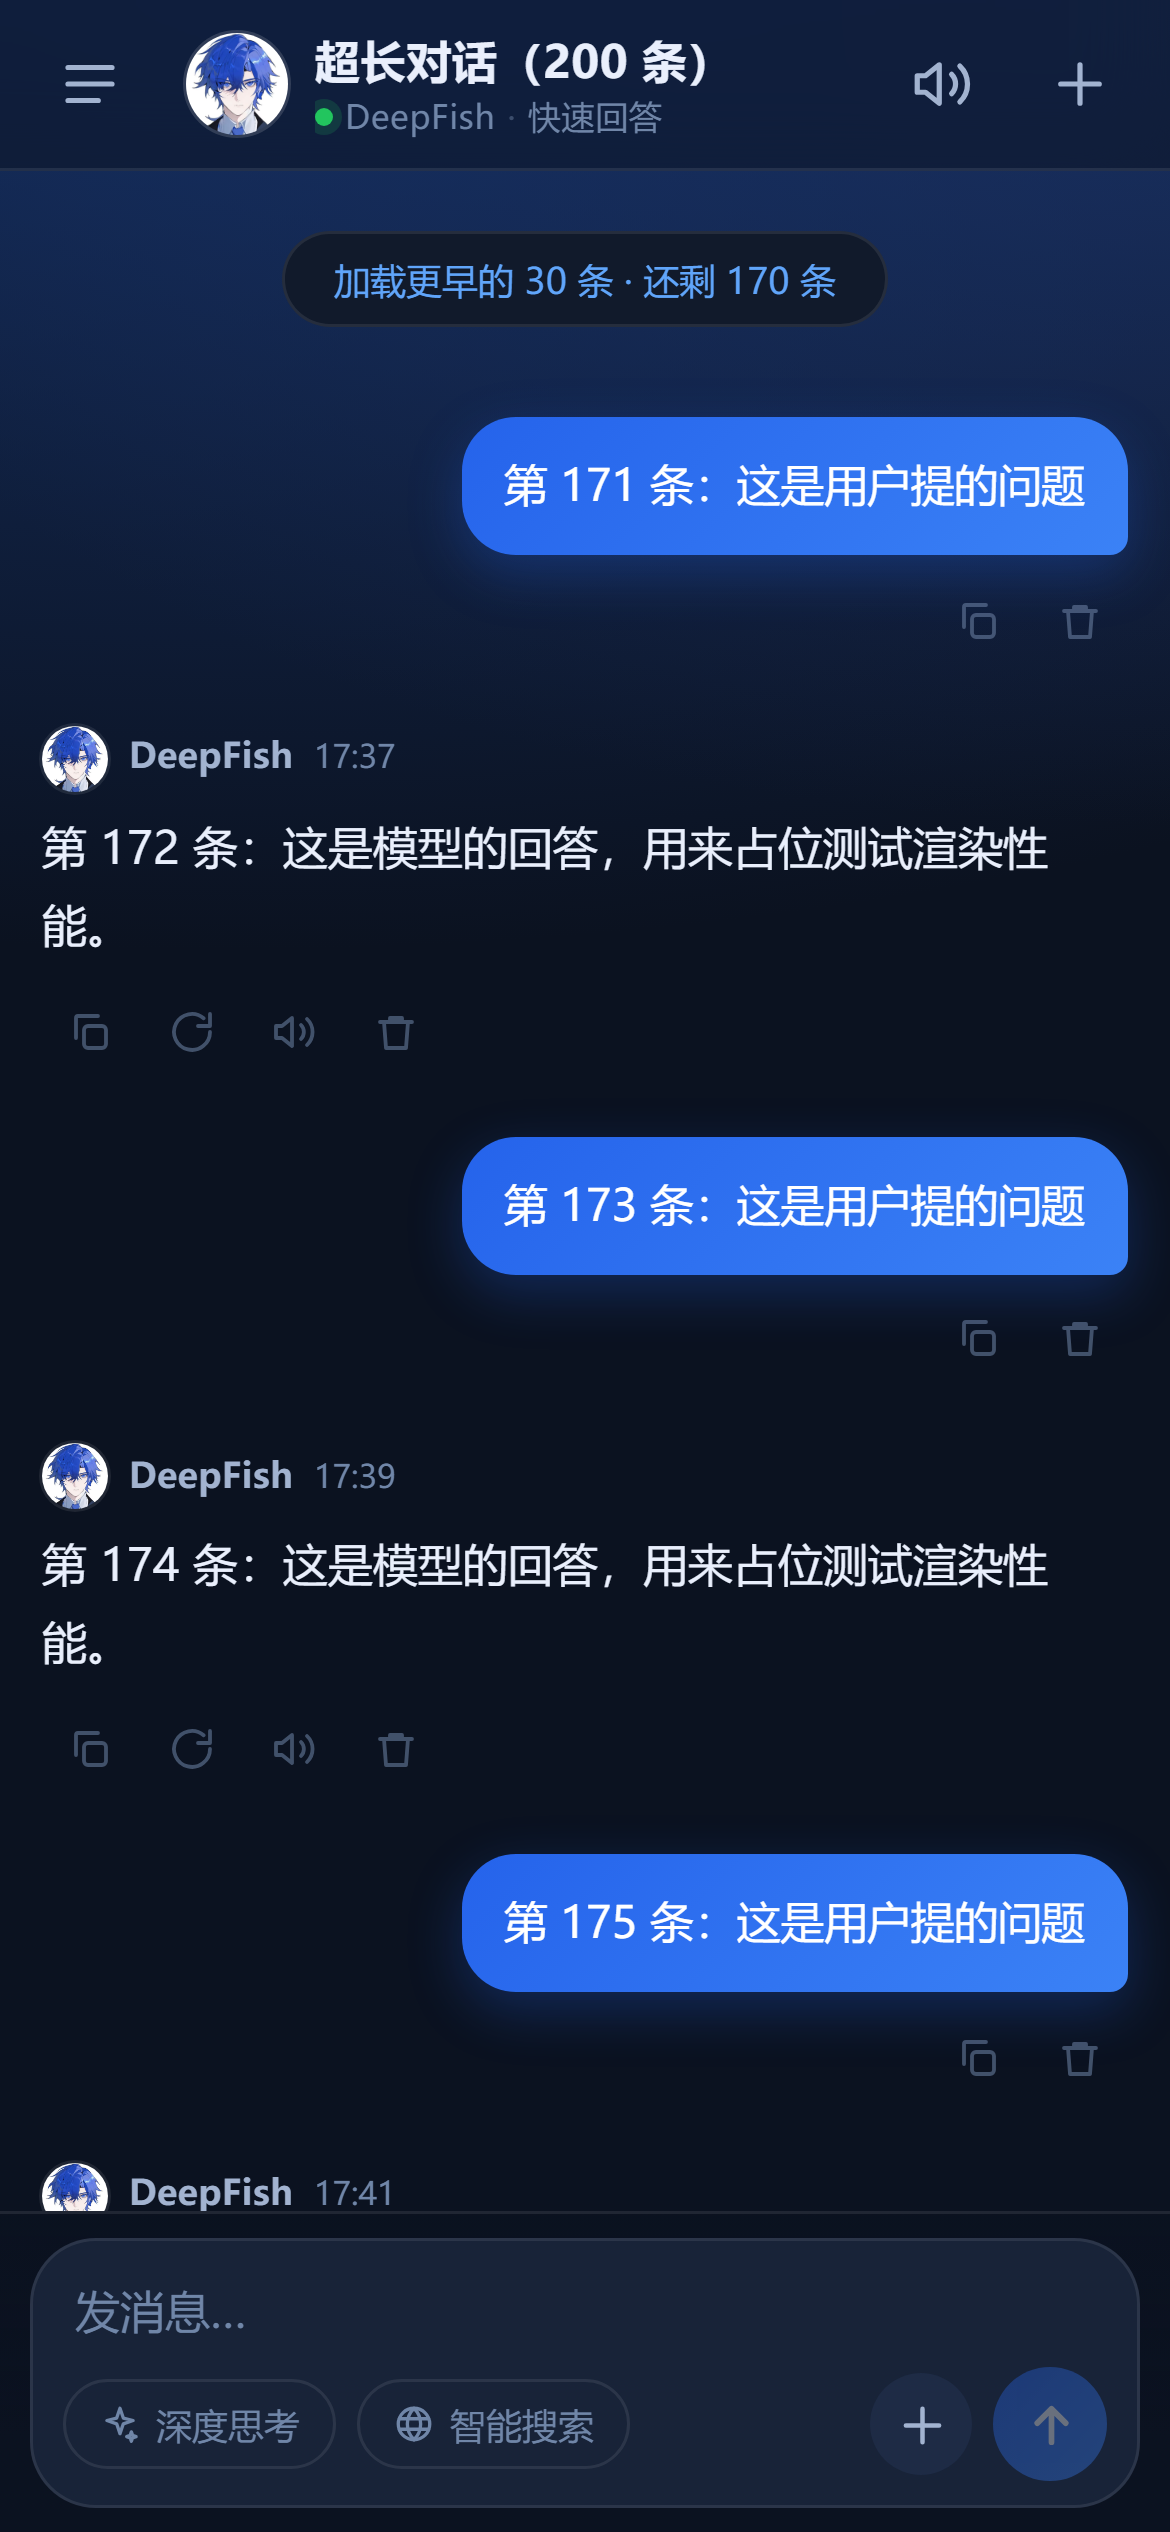 超长对话（200 条）
DeepFish · 快速回答
加载更早的 30 条 · 还剩 170 条
第 171 条：这是用户提的问题
DeepFish 17:37
第 172 条：这是模型的回答，用来占位测试渲染性
能。
第 173 条：这是用户提的问题
DeepFish 17:39
第 174 条：这是模型的回答，用来占位测试渲染性
能。
第 175 条：这是用户提的问题
DeepFish 17:41
发消息...
深度思考 智能搜索